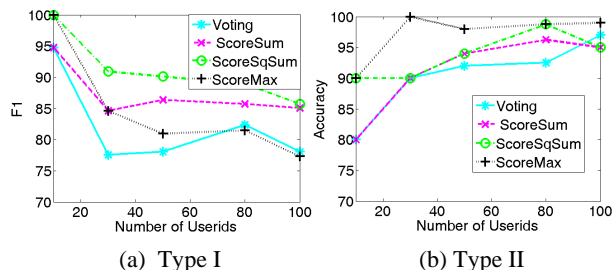 100
95
90
85
80
75
70
F1
20
40
60
80
100
Number of Userids
Voting
ScoreSum
ScoreSqSum
ScoreMax
(a) Type I
100
95
90
85
80
75
70
Accuracy
20
40
60
80
100
Number of Userids
Voting
ScoreSum
ScoreSqSum
ScoreMax
(b) Type II